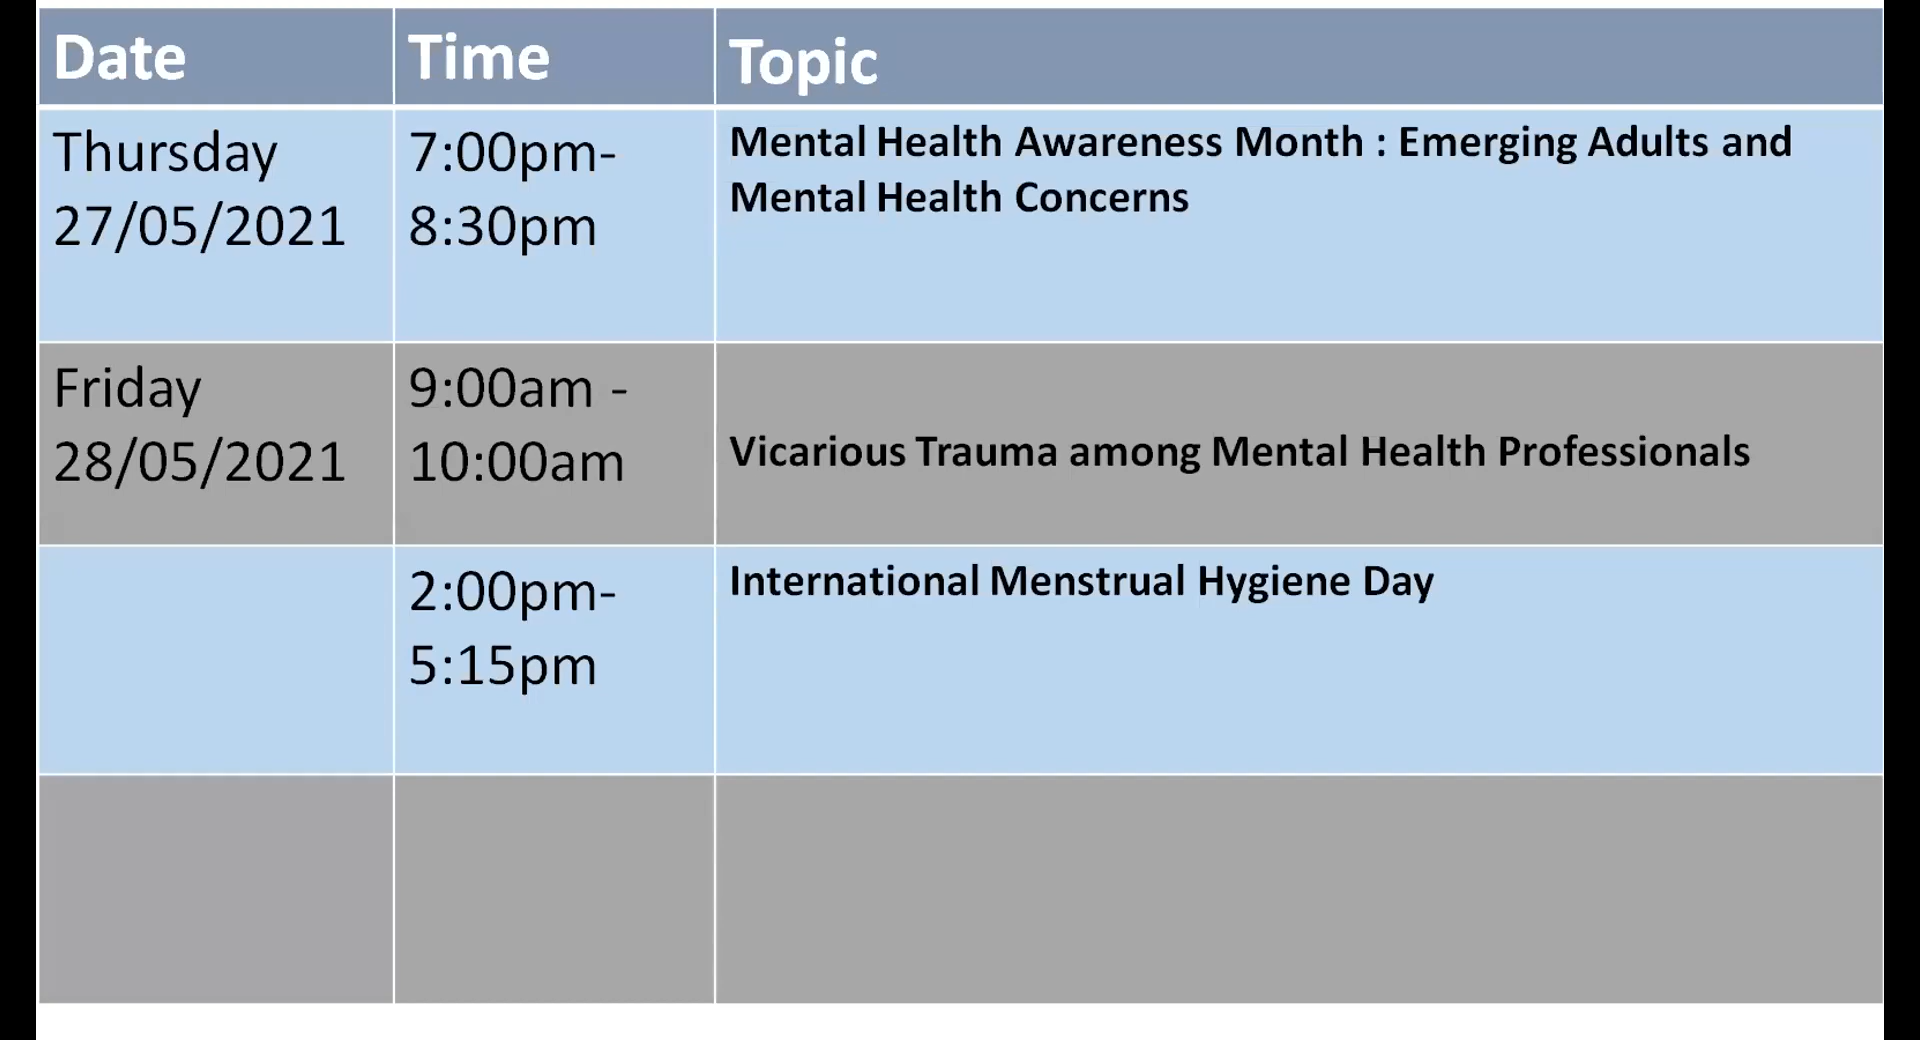 Date Time Topic
Thursday
27/05/2021
7:00pm-
8:30pm
Mental Health Awareness Month : Emerging Adults and
Mental Health Concerns
Friday
28/05/2021
9:00am -
10:00am
Vicarious Trauma among Mental Health Professionals
2:00pm-
5:15pm
International Menstrual Hygiene Day